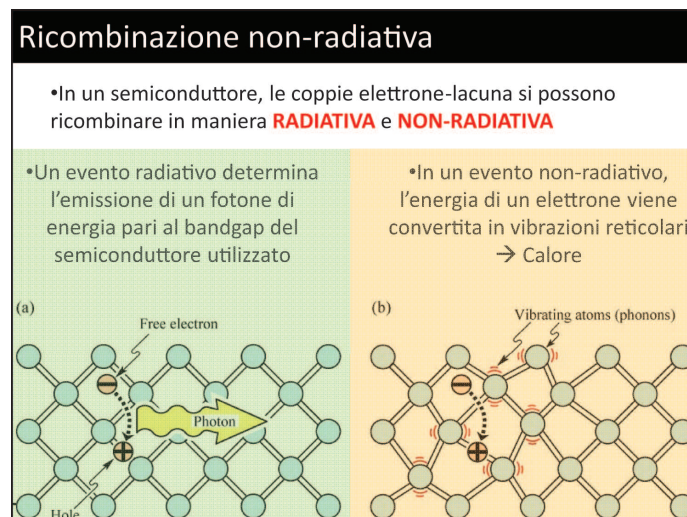 Ricombinazione non-radiativa
•In un semiconduttore, le coppie elettrone-lacuna si possono
ricombinare in maniera RADIATIVA e NON-RADIATIVA
•Un evento radiativo determina
l'emissione di un fotone di
energia pari al bandgap del
semiconduttore utilizzato
•In un evento non-radiativo,
l'energia di un elettrone viene
convertita in vibrazioni reticolari
→ Calore
(a)
Free electron
Photon
Hole
(b)
Vibrating atoms (phonons)